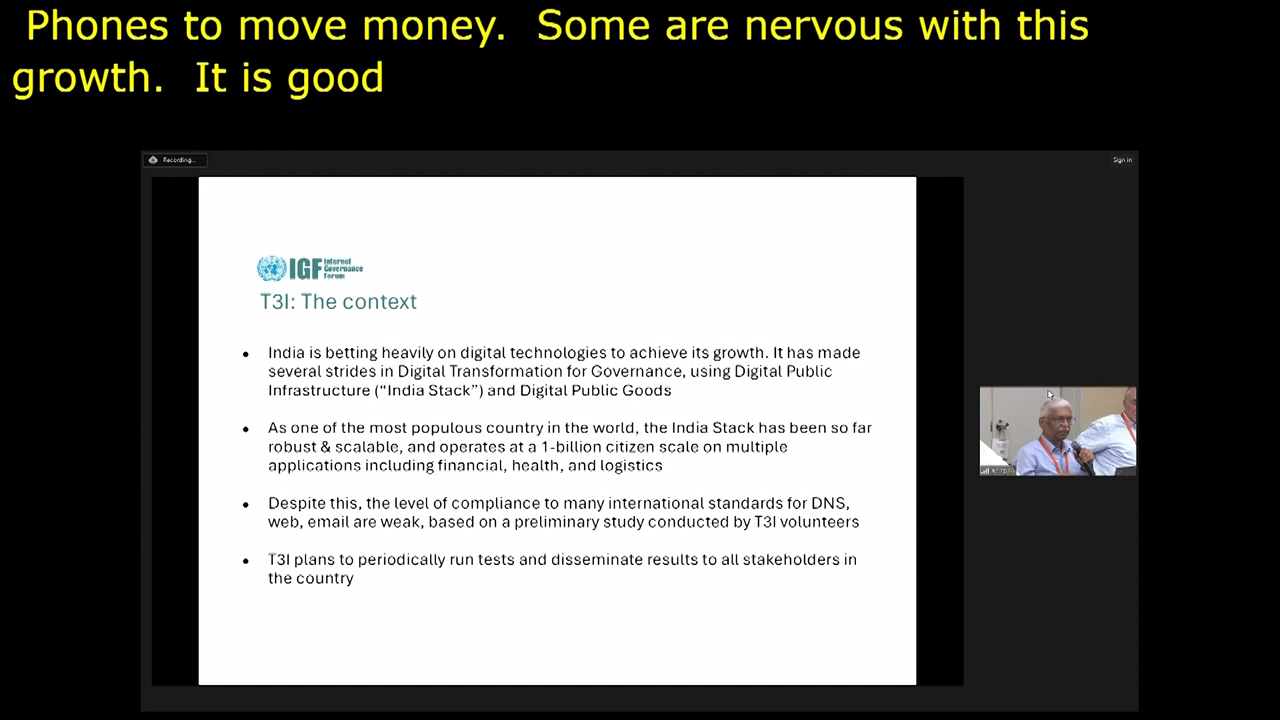 Phones to move money.  Some are nervous with this
growth.  It is good
Recording...
Sign in
IGF Internet
Governance
Forum
T3I: The context
• India is betting heavily on digital technologies to achieve its growth. It has made
several strides in Digital Transformation for Governance, using Digital Public
Infrastructure (“India Stack”) and Digital Public Goods
• As one of the most populous country in the world, the India Stack has been so far
robust & scalable, and operates at a 1-billion citizen scale on multiple
applications including financial, health, and logistics
• Despite this, the level of compliance to many international standards for DNS,
web, email are weak, based on a preliminary study conducted by T3I volunteers
• T3I plans to periodically run tests and disseminate results to all stakeholders in
the country